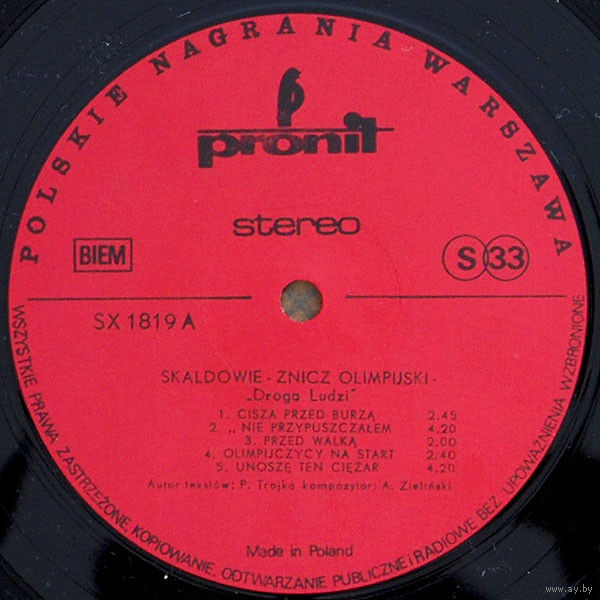 POLSKIE NAGRANIA WARSZAWA
pronit
stereo
BIEM
S 33
SX 1819 A
SKALDOWIE - ZNICZ OLIMPIJSKI -
„Droga Ludzi"
1. CISZA PRZED BURZĄ 2.45
2. „NIE PRZYPUSZCZAŁEM 4.20
3. PRZED WALKĄ 2.00
4. OLIMPIJCZYCY NA START 2.40
5. UNOSZĘ TEN CIĘŻAR 4.20
Autor tekstów: P. Trojka kompozytor: A. Zieliński
Made in Poland
WSZYSTKIE PRAWA ZASTRZEŻONE. KOPIOWANIE, ODTWARZANIE PUBLICZNE i RADIOWE BEZ UPOWAŻNIENIA WZBRONIONE
www.ay.by